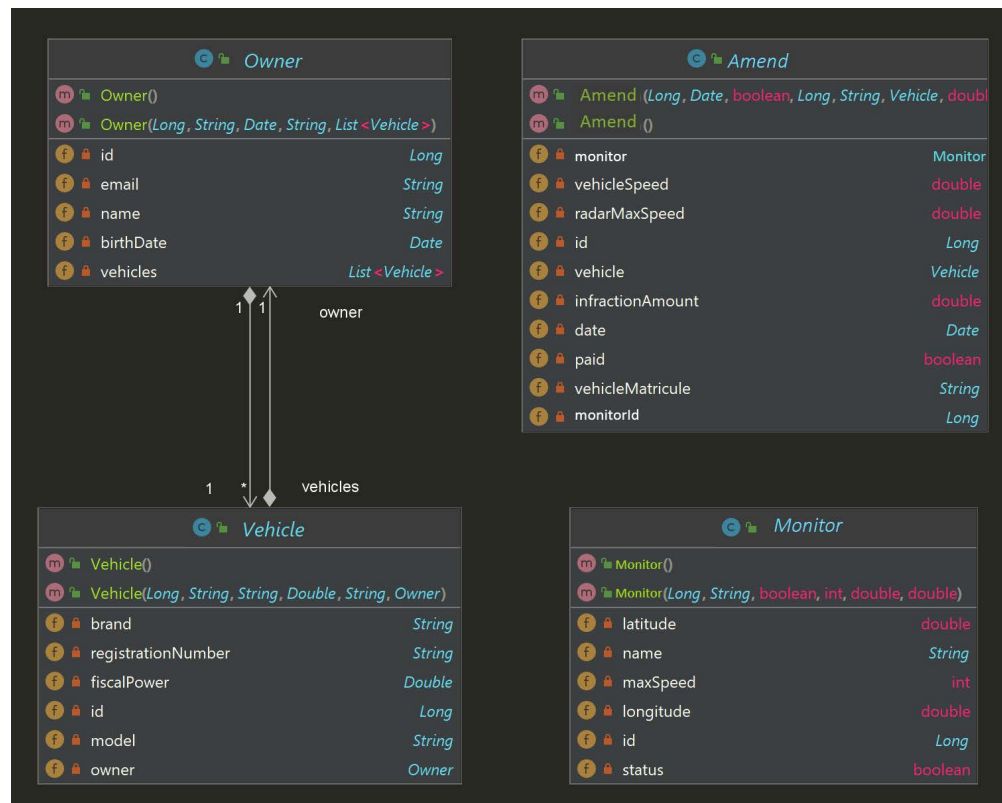 Owner
Owner()
Owner(Long, String, Date, String, List<Vehicle>)
id Long
email String
name String
birthDate Date
vehicles List<Vehicle>
Amend
Amend (Long, Date, boolean, Long, String, Vehicle, doubl
Amend ()
monitor Monitor
vehicleSpeed double
radarMaxSpeed double
id Long
vehicle Vehicle
infractionAmount double
date Date
paid boolean
vehicleMatricule String
monitorId Long
1 1
owner
1 *
vehicles
Vehicle
Vehicle()
Vehicle(Long, String, String, Double, String, Owner)
brand String
registrationNumber String
fiscalPower Double
id Long
model String
owner Owner
Monitor
Monitor()
Monitor(Long, String, boolean, int, double, double)
latitude double
name String
maxSpeed int
longitude double
id Long
status boolean